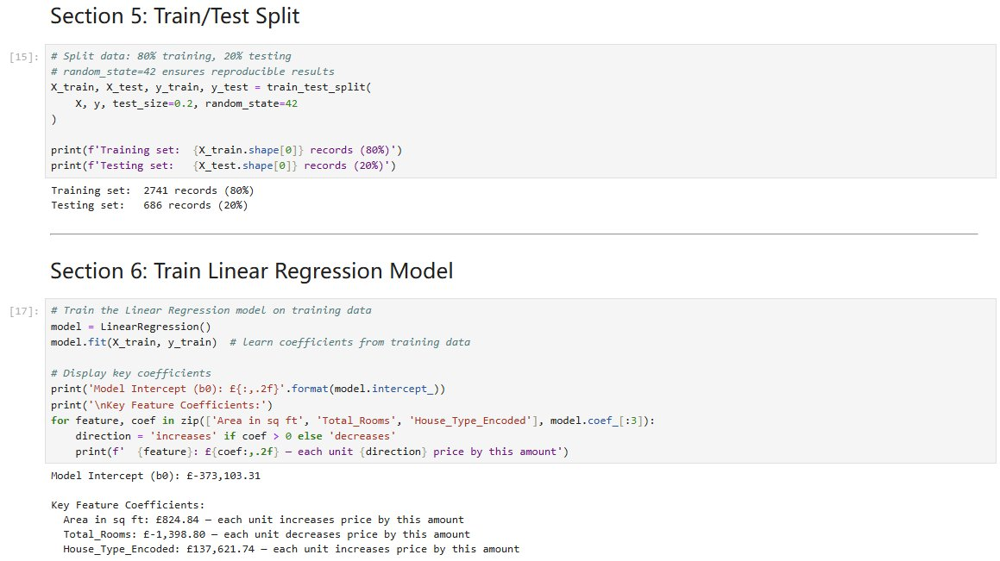 Section 5: Train/Test Split
[15]:
# Split data: 80% training, 20% testing
# random_state=42 ensures reproducible results
X_train, X_test, y_train, y_test = train_test_split(
    X, y, test_size=0.2, random_state=42
)
print(f'Training set:  {X_train.shape[0]} records (80%)')
print(f'Testing set:   {X_test.shape[0]} records (20%)')
Training set:  2741 records (80%)
Testing set:   686 records (20%)
Section 6: Train Linear Regression Model
[17]:
# Train the Linear Regression model on training data
model = LinearRegression()
model.fit(X_train, y_train)  # learn coefficients from training data
# Display key coefficients
print('Model Intercept (b0): £{:,.2f}'.format(model.intercept_))
print('\nKey Feature Coefficients:')
for feature, coef in zip(['Area in sq ft', 'Total_Rooms', 'House_Type_Encoded'], model.coef_[:3]):
    direction = 'increases' if coef > 0 else 'decreases'
    print(f'  {feature}: £{coef:,.2f} — each unit {direction} price by this amount')
Model Intercept (b0): £-373,103.31
Key Feature Coefficients:
  Area in sq ft: £824.84 — each unit increases price by this amount
  Total_Rooms: £-1,398.80 — each unit decreases price by this amount
  House_Type_Encoded: £137,621.74 — each unit increases price by this amount